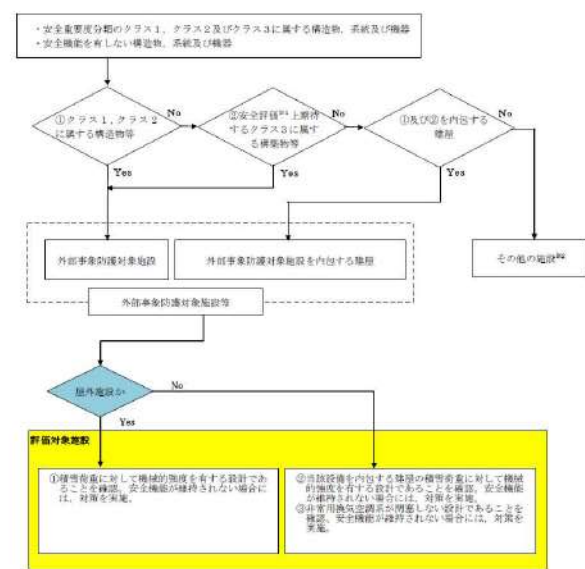 ・安全重要度分類のクラス１，クラス２及びクラス３に属する構造物，系統及び機器
・安全機能を有しない構造物，系統及び機器
①クラス１，クラス２
に属する構造物等
No
②安全評価※1上期待
するクラス３に属す
る構築物等
No
①及び②を内包する
建屋
No
Yes
Yes
Yes
外部事象防護対象施設
外部事象防護対象施設を内包する建屋
その他の施設※2
外部事象防護対象施設等
屋外施設か
No
Yes
評価対象施設
①積雪荷重に対して機械的強度を有する設計であ
ることを確認，安全機能が維持されない場合に
は，対策を実施。
②当該設備を内包する建屋の積雪荷重に対して機械
的強度を有する設計であることを確認，安全機能
が維持されない場合には，対策を実施。
③非常用換気空調系が閉塞しない設計であることを
確認，安全機能が維持されない場合には，対策を
実施。